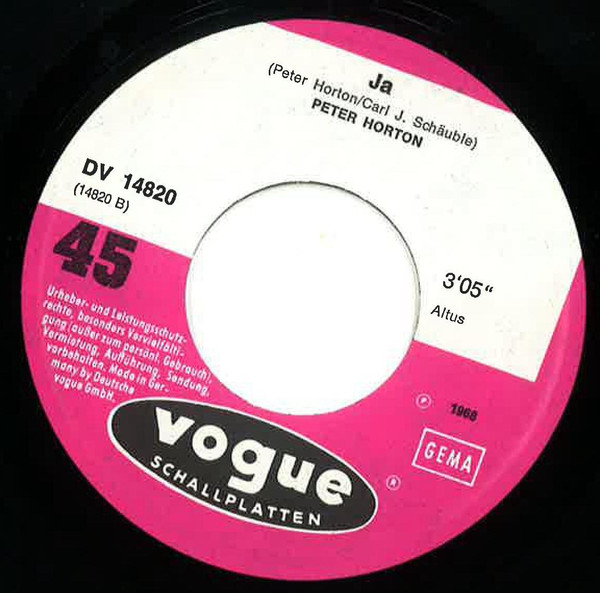 Ja
(Peter Horton/Carl J. Schäuble)
PETER HORTON
DV 14820
(14820 B)
45
3'05"
Altus
Urheber- und Leistungsschutz-
rechte, besonders Vervielfälti-
gung (außer zum persönl. Gebrauch)
Vermietung, Aufführung, Sendung,
vorbehalten. Made in Ger-
many by Deutsche
vogue GmbH.
℗ 1968
GEMA
vogue ®
SCHALLPLATTEN